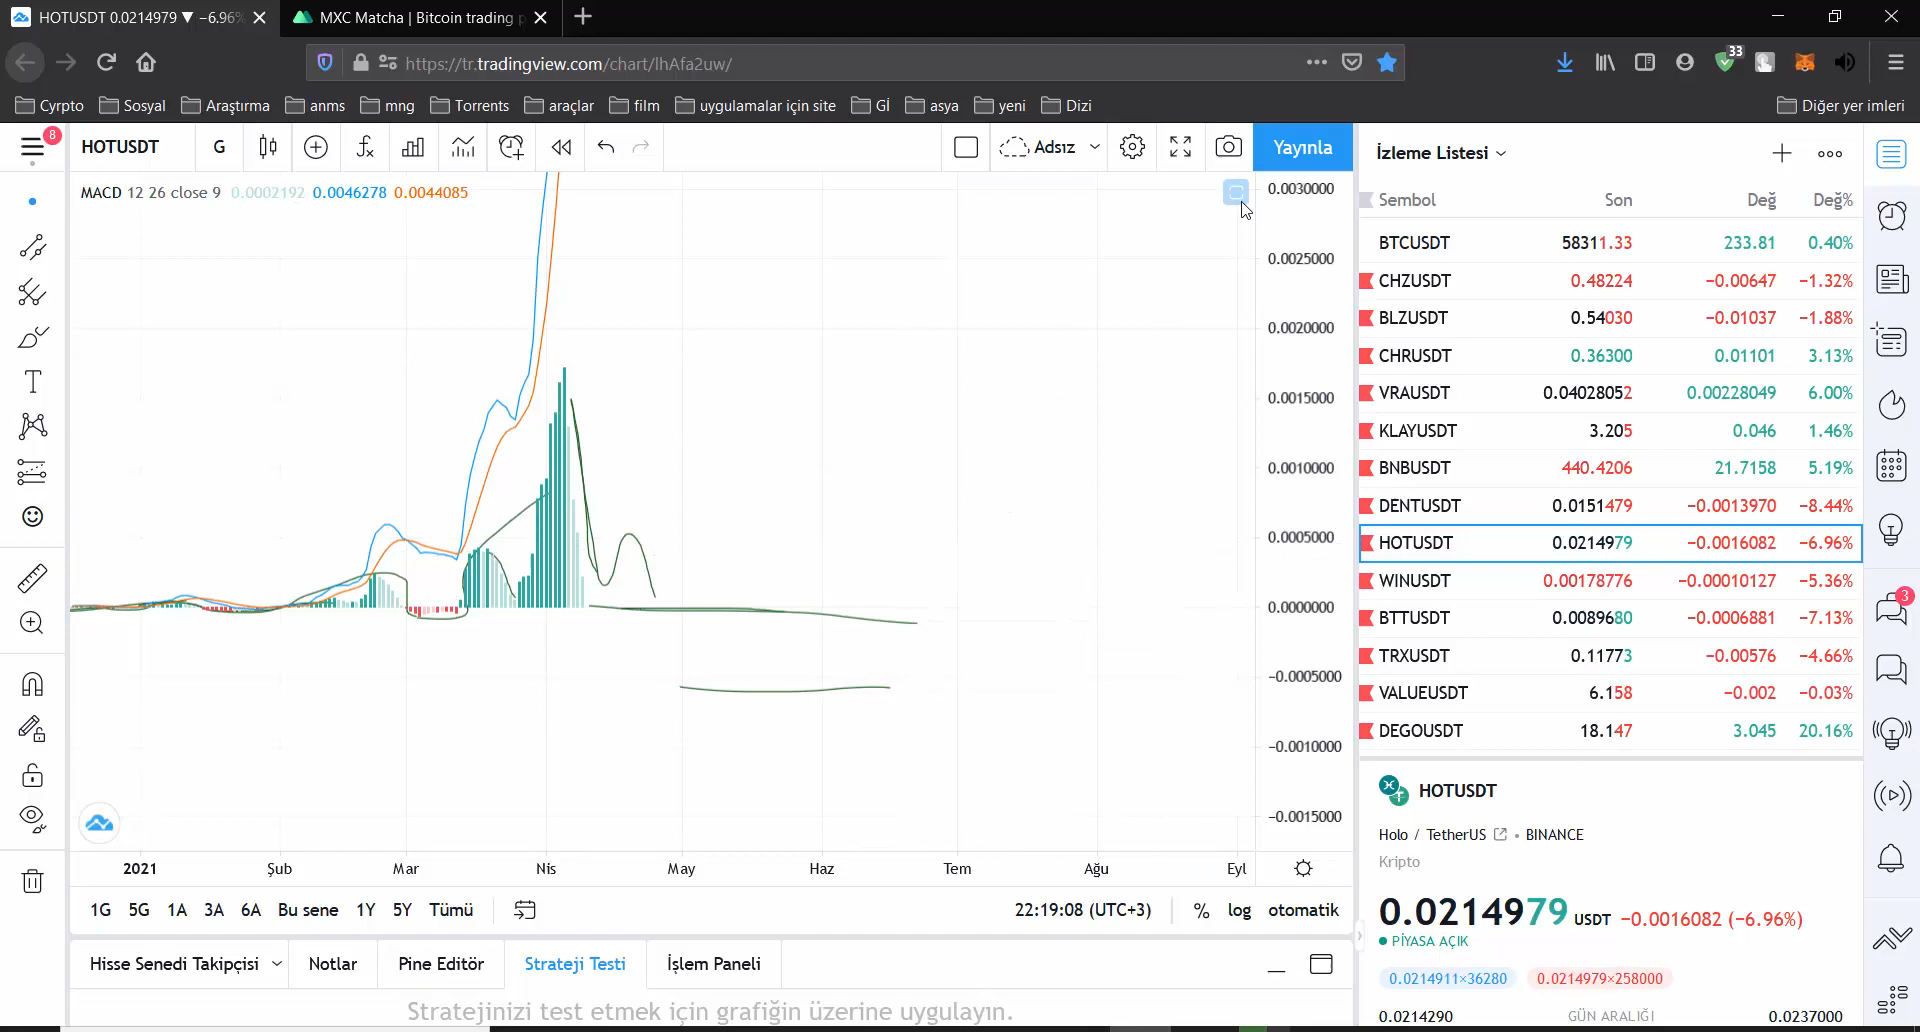 HOTUSDT 0.0214979 ▼ −6.96%
MXC Matcha | Bitcoin trading p
https://tr.tradingview.com/chart/lhAfa2uw/
33
Cyrpto Sosyal Araştırma anms mng Torrents araçlar film uygulamalar için site Gİ asya yeni Dizi Diğer yer imleri
8
HOTUSDT G Adsız Yayınla
MACD 12 26 close 9 0.0002192 0.0046278 0.0044085
0.0030000
0.0025000
0.0020000
0.0015000
0.0010000
0.0005000
0.0000000
−0.0005000
−0.0010000
−0.0015000
2021 Şub Mar Nis May Haz Tem Ağu Eyl
1G 5G 1A 3A 6A Bu sene 1Y 5Y Tümü 22:19:08 (UTC+3) % log otomatik
Hisse Senedi Takipçisi Notlar Pine Editör Strateji Testi İşlem Paneli
Stratejinizi test etmek için grafiğin üzerine uygulayın.
İzleme Listesi
Sembol Son Değ Değ%
BTCUSDT 58311.33 233.81 0.40%
CHZUSDT 0.48224 −0.00647 −1.32%
BLZUSDT 0.54030 −0.01037 −1.88%
CHRUSDT 0.36300 0.01101 3.13%
VRAUSDT 0.04028052 0.00228049 6.00%
KLAYUSDT 3.205 0.046 1.46%
BNBUSDT 440.4206 21.7158 5.19%
DENTUSDT 0.0151479 −0.0013970 −8.44%
HOTUSDT 0.0214979 −0.0016082 −6.96%
WINUSDT 0.00178776 −0.00010127 −5.36%
BTTUSDT 0.0089680 −0.0006881 −7.13%
TRXUSDT 0.11773 −0.00576 −4.66%
VALUEUSDT 6.158 −0.002 −0.03%
DEGOUSDT 18.147 3.045 20.16%
3
HOTUSDT
Holo / TetherUS • BINANCE
Kripto
0.0214979 USDT −0.0016082 (−6.96%)
PİYASA AÇIK
0.0214911×36280 0.0214979×258000
0.0214290 GÜN ARALIĞI 0.0237000